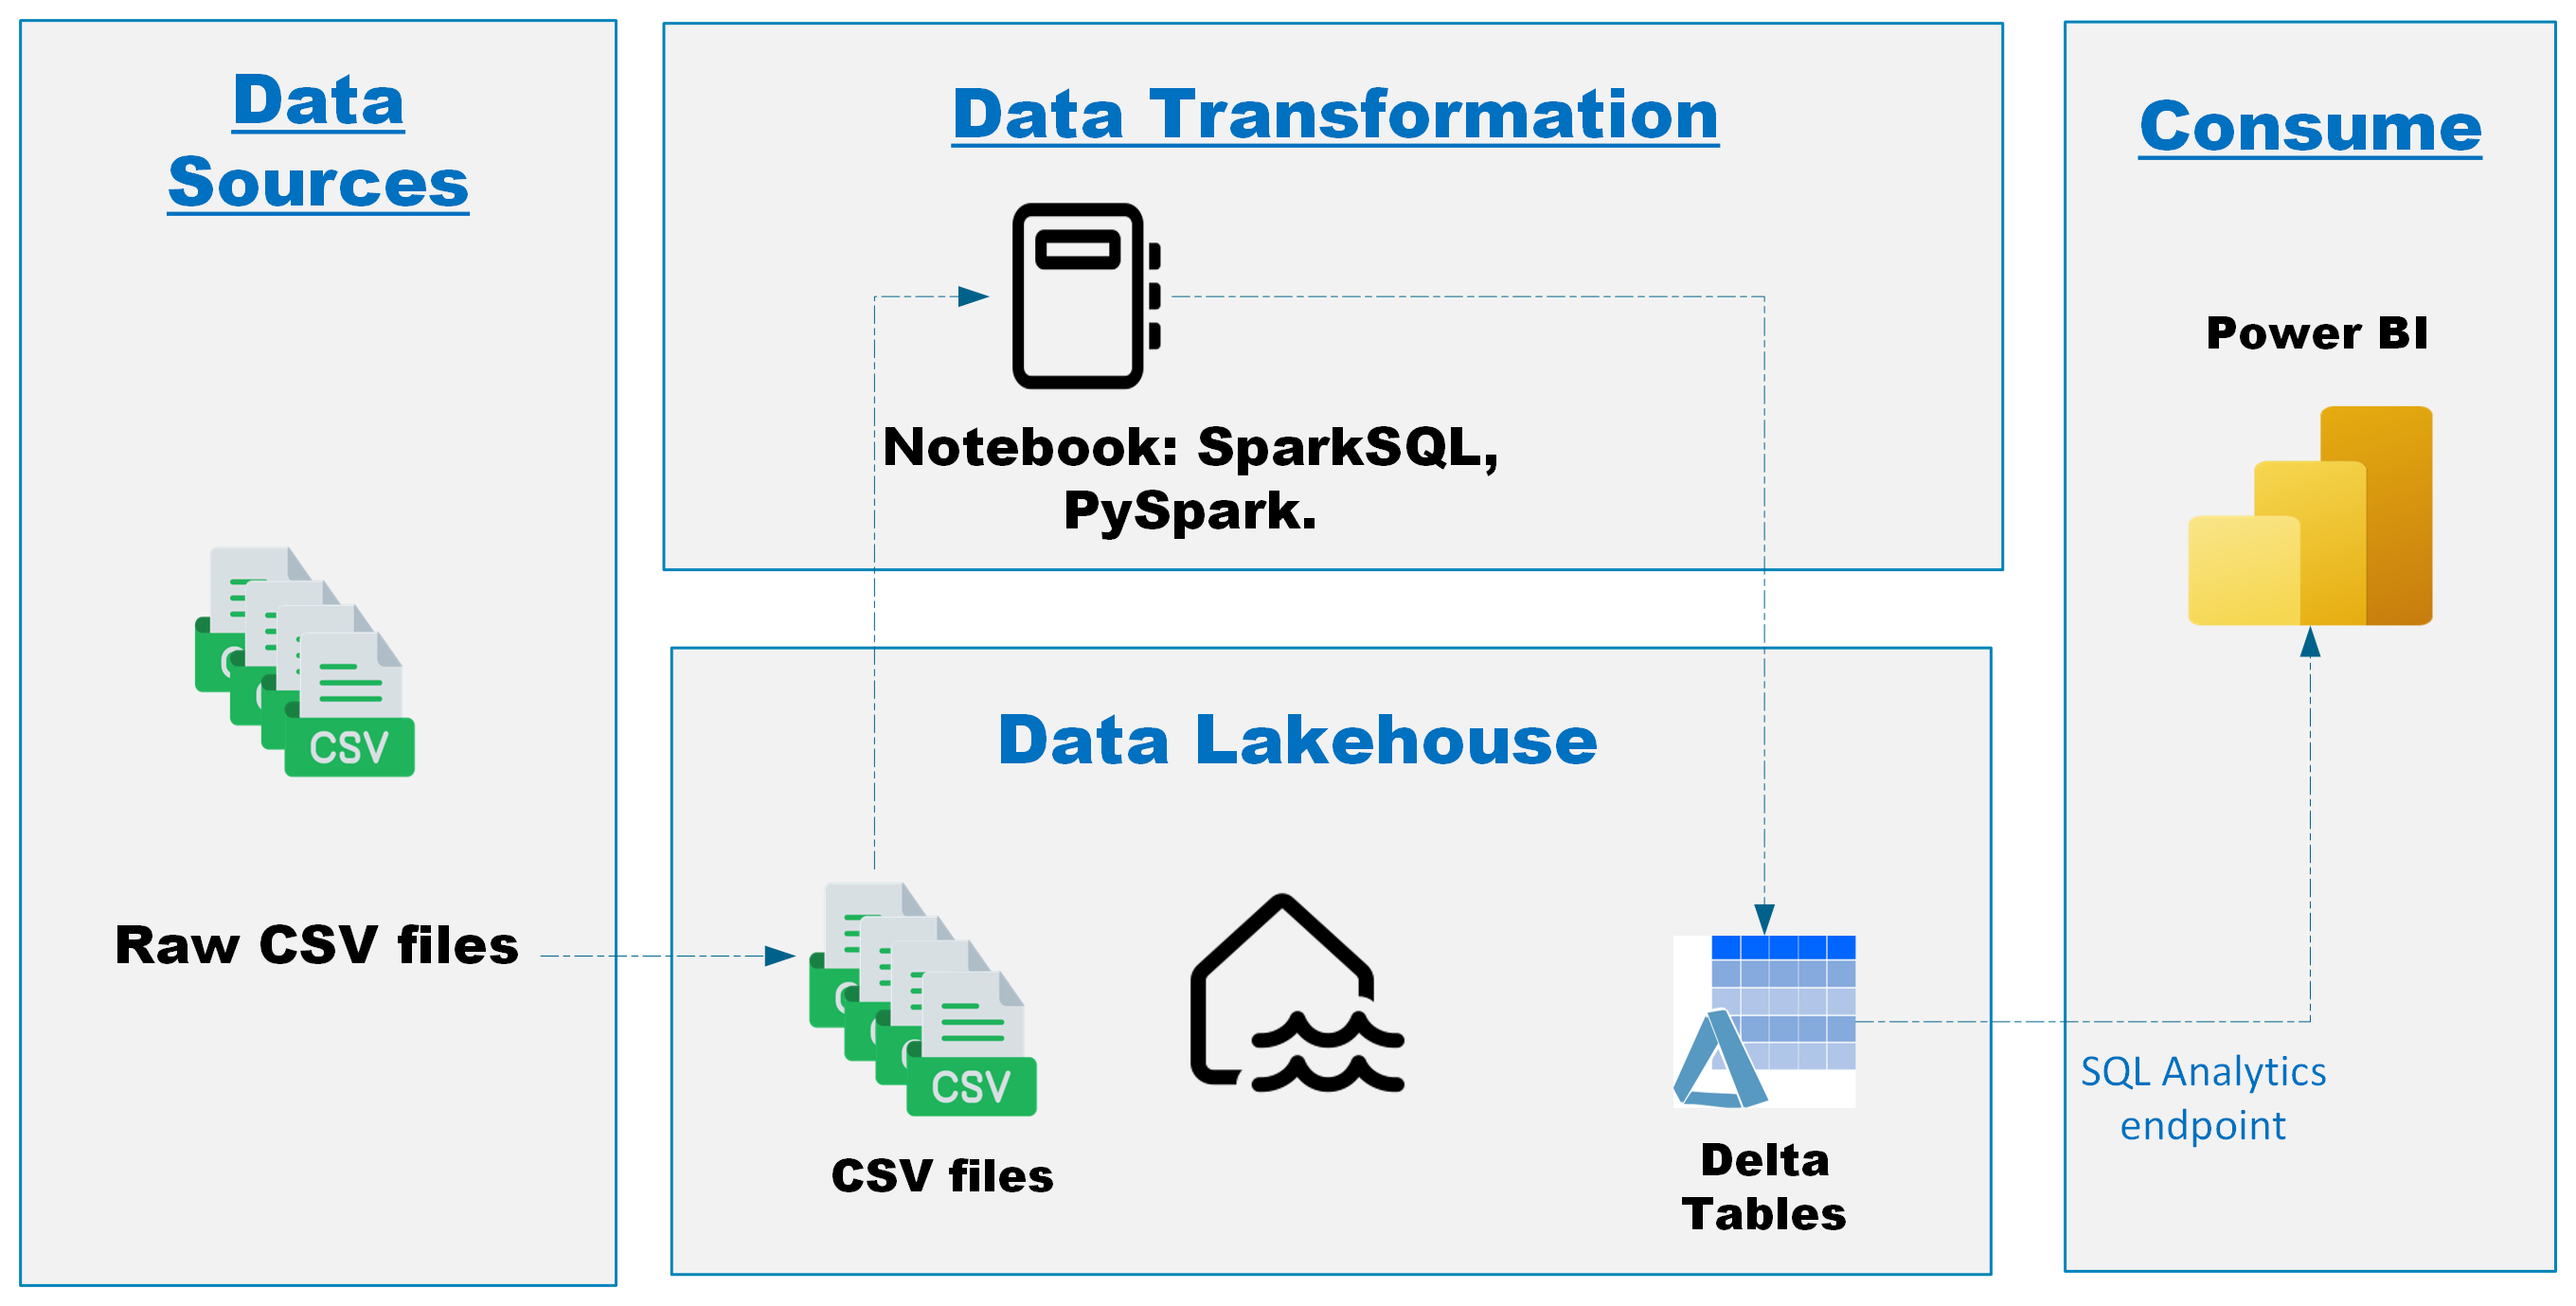 Data
Sources
CSV
Raw CSV files
Data Transformation
Notebook: SparkSQL,
PySpark.
Data Lakehouse
CSV
CSV files
Delta
Tables
Consume
Power BI
SQL Analytics
endpoint